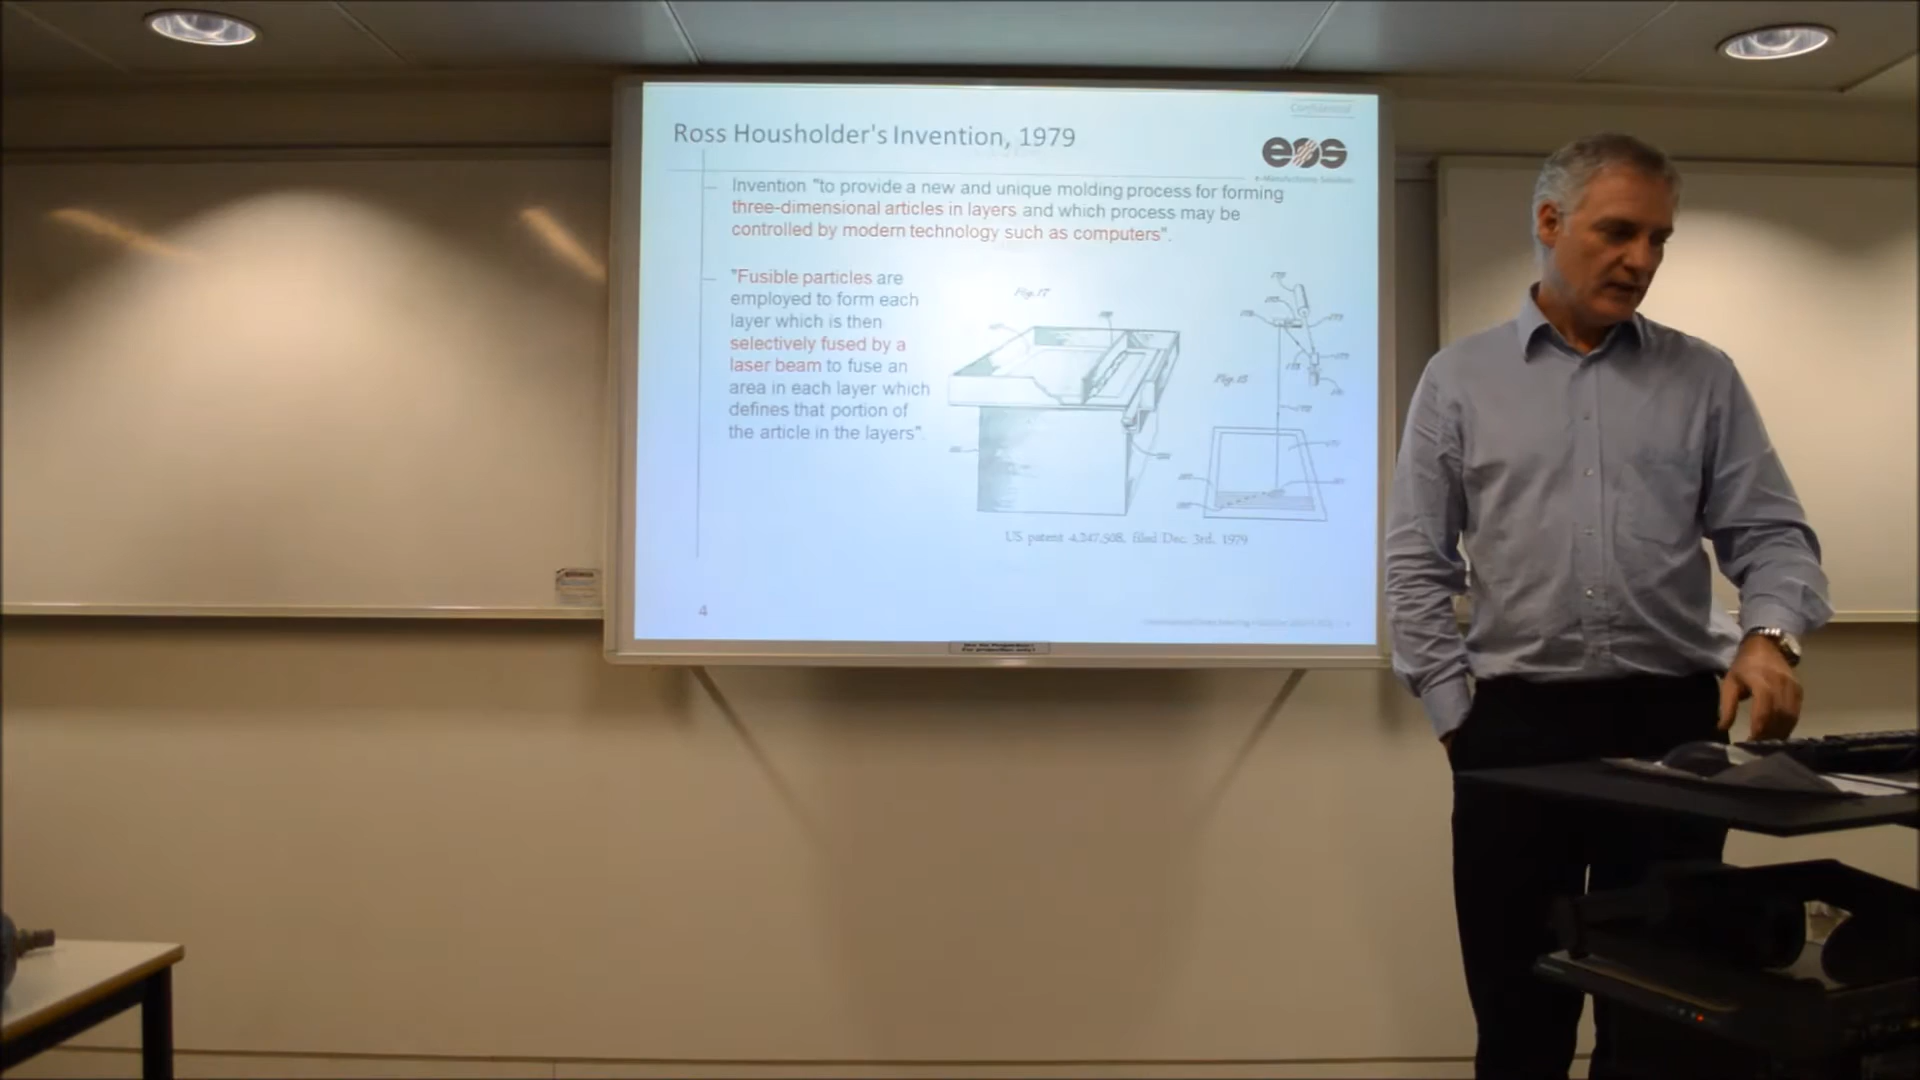 Confidential
Ross Housholder's Invention, 1979
eos
e-Manufacturing Solutions
Invention "to provide a new and unique molding process for forming
three-dimensional articles in layers and which process may be
controlled by modern technology such as computers".
"Fusible particles are
employed to form each
layer which is then
selectively fused by a
laser beam to fuse an
area in each layer which
defines that portion of
the article in the layers".
Fig. 17
US patent 4,247,508, filed Dec. 3rd, 1979
4